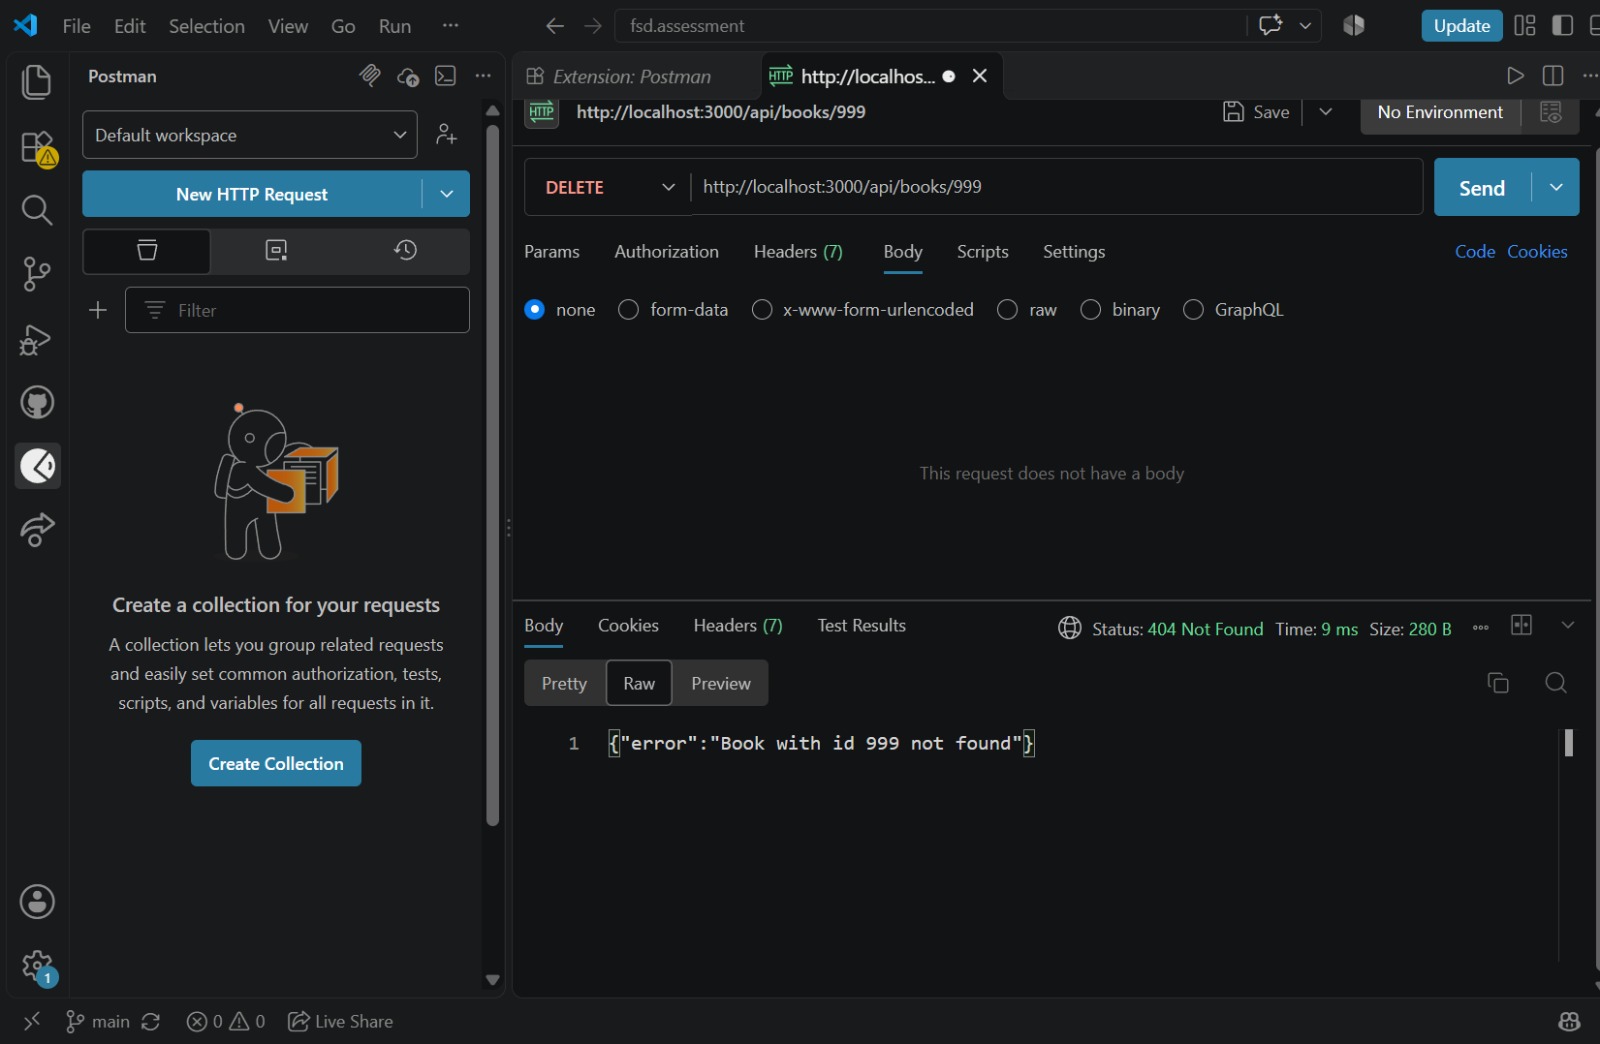 File Edit Selection View Go Run ···
fsd.assessment
Update
Postman
Default workspace
New HTTP Request
Filter
Create a collection for your requests
A collection lets you group related requests
and easily set common authorization, tests,
scripts, and variables for all requests in it.
Create Collection
Extension: Postman
HTTP http://localhos...
HTTP http://localhost:3000/api/books/999
Save
No Environment
DELETE http://localhost:3000/api/books/999
Send
Params Authorization Headers (7) Body Scripts Settings
Code Cookies
none form-data x-www-form-urlencoded raw binary GraphQL
This request does not have a body
Body Cookies Headers (7) Test Results
Status: 404 Not Found Time: 9 ms Size: 280 B
Pretty Raw Preview
1 {"error":"Book with id 999 not found"}
1
main 0 0 Live Share